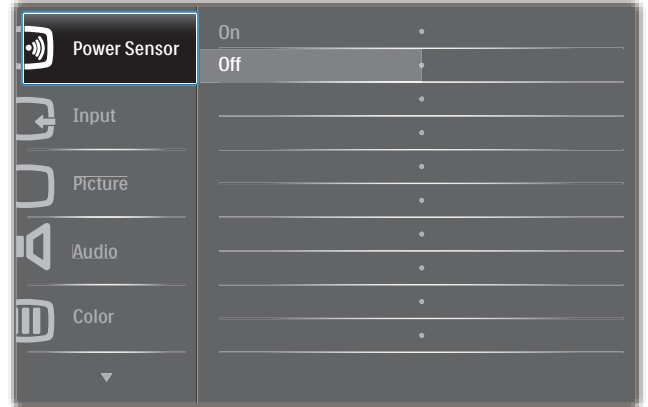 Power Sensor
On
Off
Input
Picture
Audio
Color